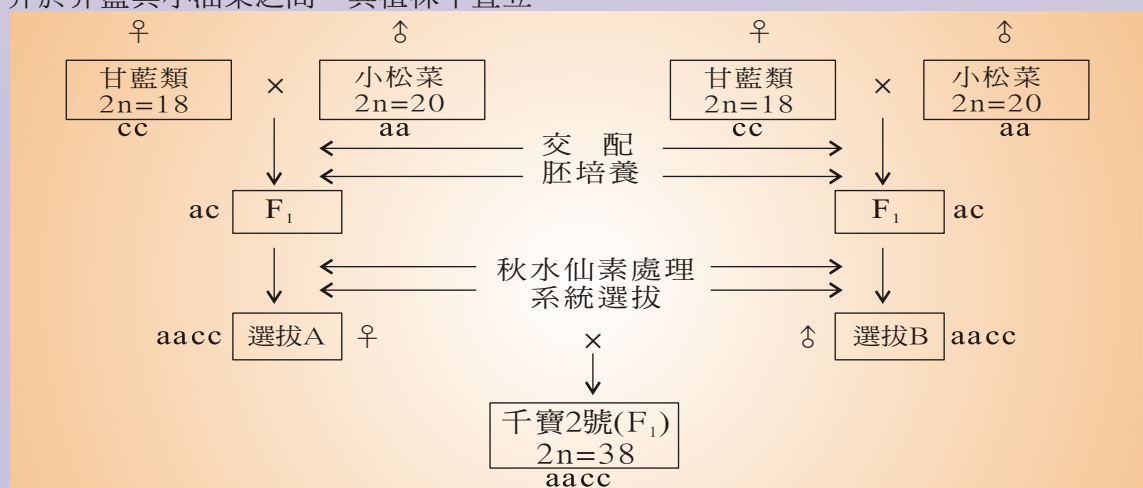 ♀ ♂ ♀ ♂
甘藍類 × 小松菜 甘藍類 × 小松菜
2n=18 2n=20 2n=18 2n=20
cc aa cc aa
交 配
胚培養
ac F₁ F₁ ac
秋水仙素處理
系統選拔
aacc 選拔A ♀ × ♂ 選拔B aacc
千寶2號(F₁)
2n=38
aacc